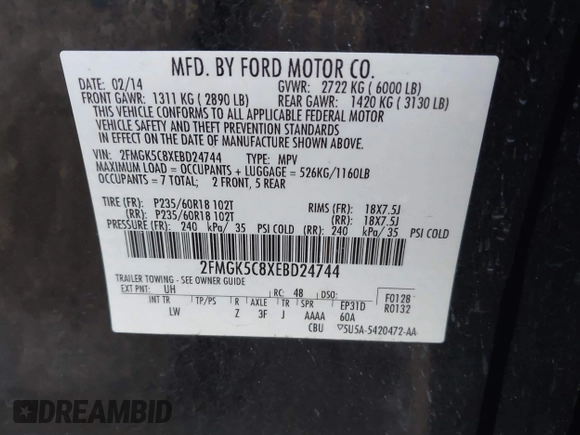 MFD. BY FORD MOTOR CO.
DATE: 02/14 GVWR: 2722 KG ( 6000 LB)
FRONT GAWR: 1311 KG ( 2890 LB) REAR GAWR: 1420 KG ( 3130 LB)
THIS VEHICLE CONFORMS TO ALL APPLICABLE FEDERAL MOTOR
VEHICLE SAFETY AND THEFT PREVENTION STANDARDS
IN EFFECT ON THE DATE OF MANUFACTURE SHOWN ABOVE.
VIN: 2FMGK5C8XEBD24744 TYPE: MPV
MAXIMUM LOAD = OCCUPANTS + LUGGAGE = 526KG/1160LB
OCCUPANTS = 7 TOTAL; 2 FRONT, 5 REAR
TIRE (FR): P235/60R18 102T RIMS (FR): 18X7.5J
(RR): P235/60R18 102T (RR): 18X7.5J
PRESSURE (FR): 240 kPa/ 35 PSI COLD (RR): 240 kPa/ 35 PSI COLD
2FMGK5C8XEBD24744
TRAILER TOWING - SEE OWNER GUIDE
EXT PNT: UH RC: 48 DSO: F0128
R0132
INT TR TP/PS R AXLE TR SPR EP31D
LW Z 3F J AAAA 60A
CBU 5U5A-5420472-AA
DREAMBID